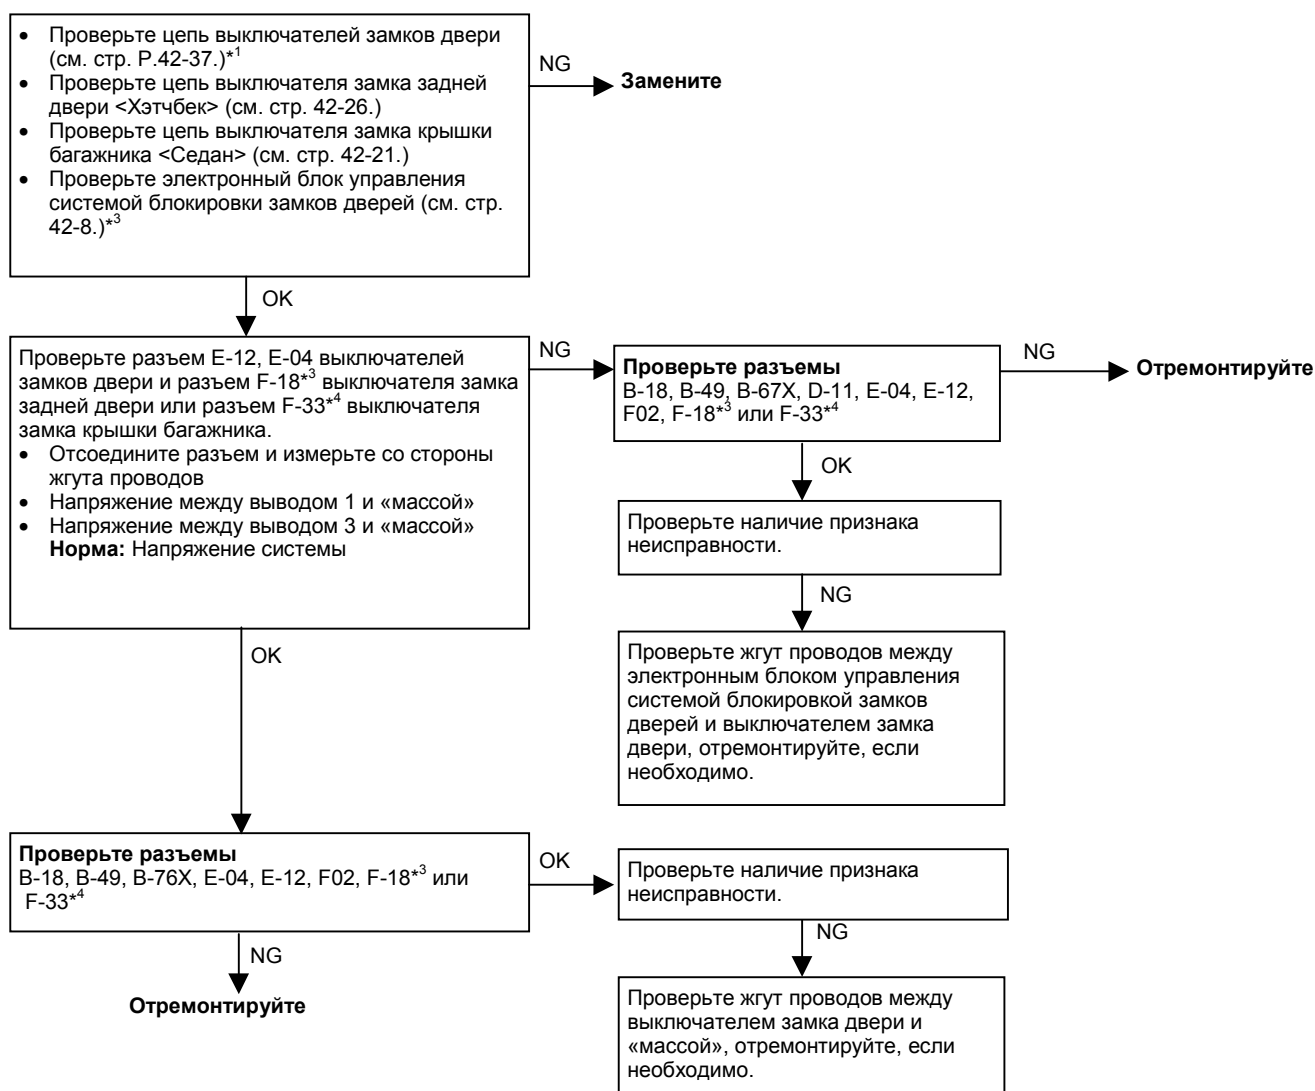 • Проверьте цепь выключателей замков двери
(см. стр. Р.42-37.)*1
• Проверьте цепь выключателя замка задней
двери <Хэтчбек> (см. стр. 42-26.)
• Проверьте цепь выключателя замка крышки
багажника <Седан> (см. стр. 42-21.)
• Проверьте электронный блок управления
системой блокировки замков дверей (см. стр.
42-8.)*3
NG
Замените
OK
Проверьте разъем E-12, E-04 выключателей
замков двери и разъем F-18*3 выключателя замка
задней двери или разъем F-33*4 выключателя
замка крышки багажника.
• Отсоедините разъем и измерьте со стороны
жгута проводов
• Напряжение между выводом 1 и «массой»
• Напряжение между выводом 3 и «массой»
Норма: Напряжение системы
NG
Проверьте разъемы
B-18, B-49, B-67X, D-11, E-04, E-12,
F02, F-18*3 или F-33*4
NG
Отремонтируйте
OK
Проверьте наличие признака
неисправности.
NG
Проверьте жгут проводов между
электронным блоком управления
системой блокировкой замков
дверей и выключателем замка
двери, отремонтируйте, если
необходимо.
OK
Проверьте разъемы
B-18, B-49, B-76X, E-04, E-12, F02, F-18*3 или
F-33*4
OK
Проверьте наличие признака
неисправности.
NG
Отремонтируйте
NG
Проверьте жгут проводов между
выключателем замка двери и
«массой», отремонтируйте, если
необходимо.